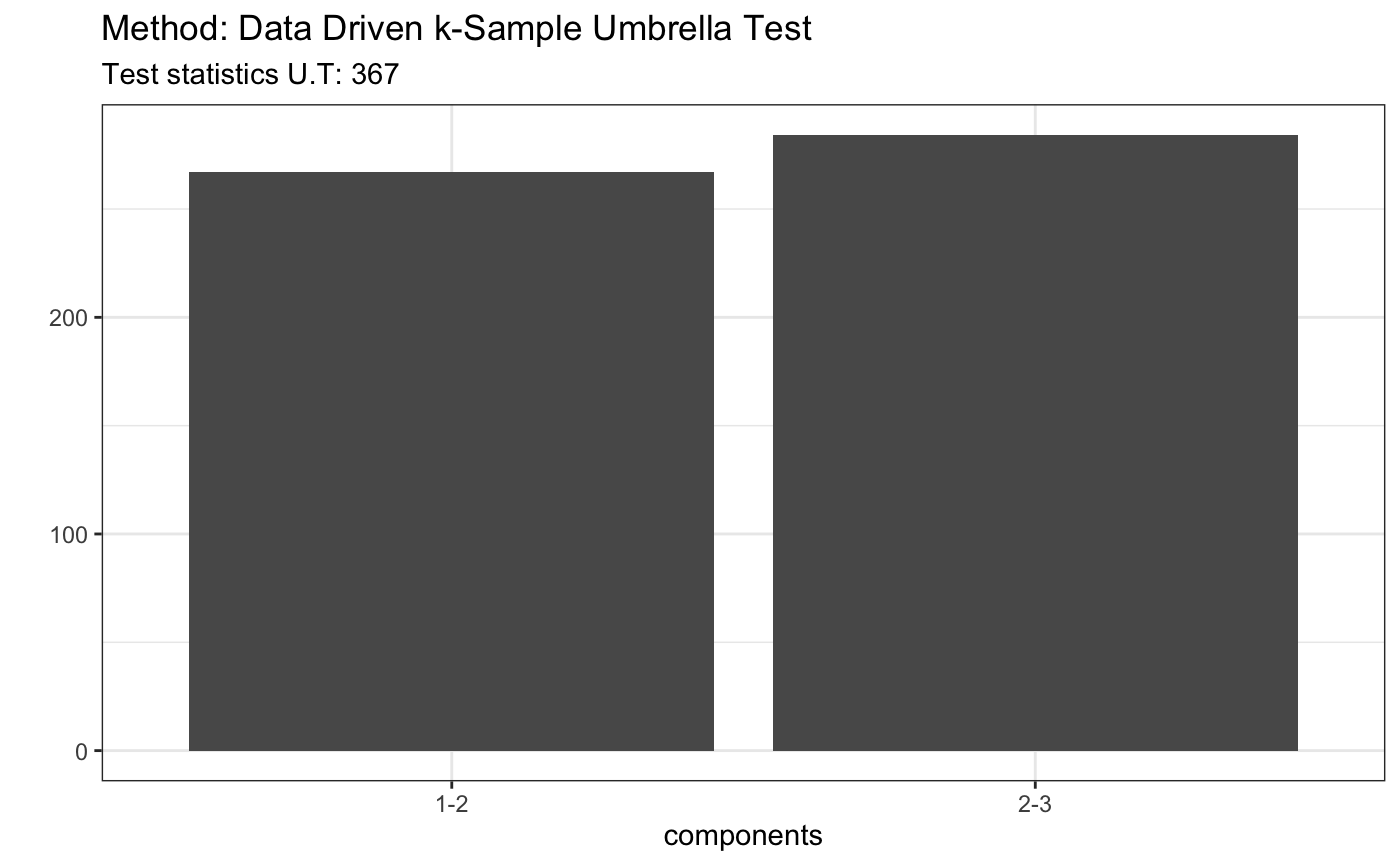 Method: Data Driven k-Sample Umbrella Test
Test statistics U.T: 367
200
100
0
1-2
2-3
components